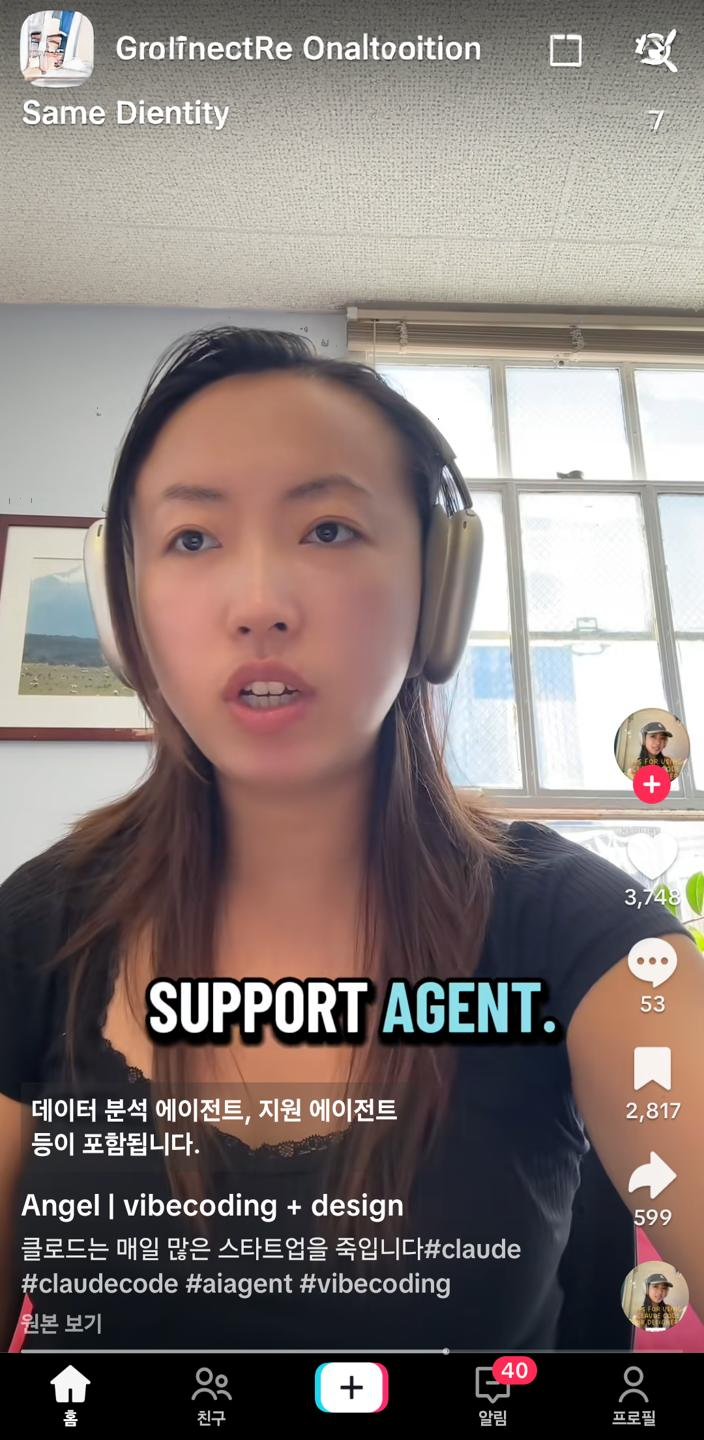 GrolfnectRe Onaltooition
Same Dientity
7
3,748
53
SUPPORT AGENT.
2,817
데이터 분석 에이전트, 지원 에이전트
등이 포함됩니다.
Angel | vibecoding + design
599
클로드는 매일 많은 스타트업을 죽입니다#claude
#claudecode #aiagent #vibecoding
원본 보기
40
홈
친구
알림
프로필